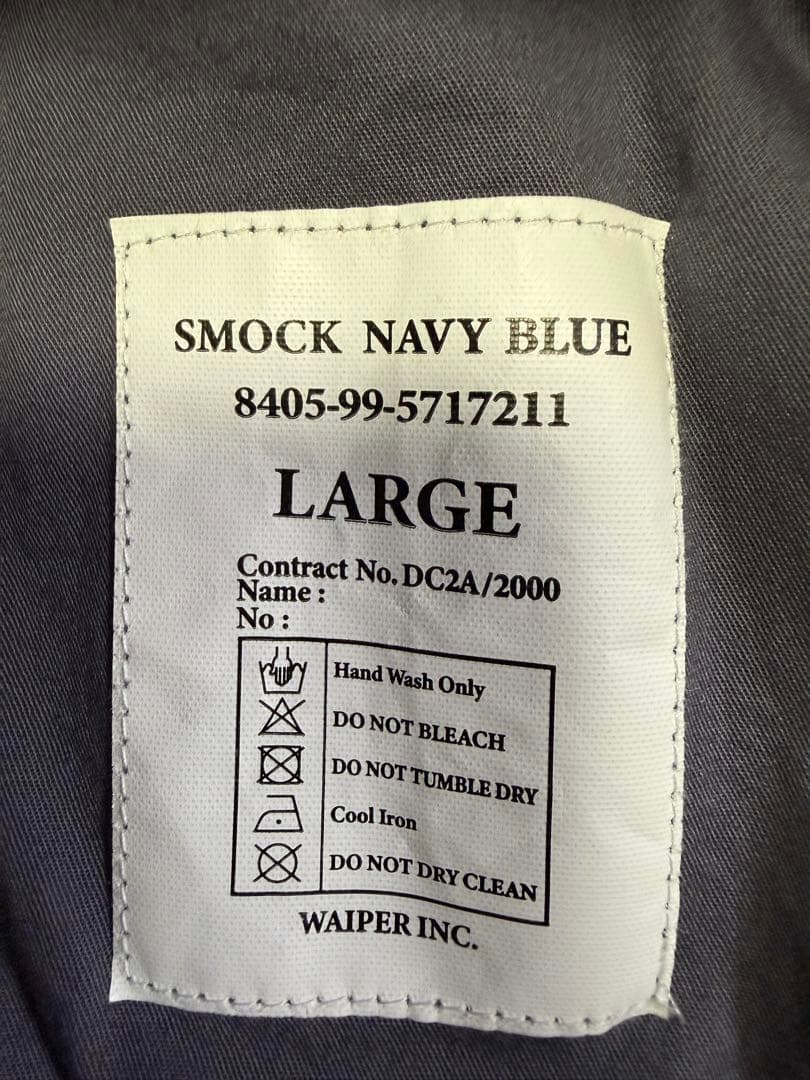 SMOCK NAVY BLUE
8405-99-5717211
LARGE
Contract No. DC2A/2000
Name :
No :
Hand Wash Only
DO NOT BLEACH
DO NOT TUMBLE DRY
Cool Iron
DO NOT DRY CLEAN
WAIPER INC.